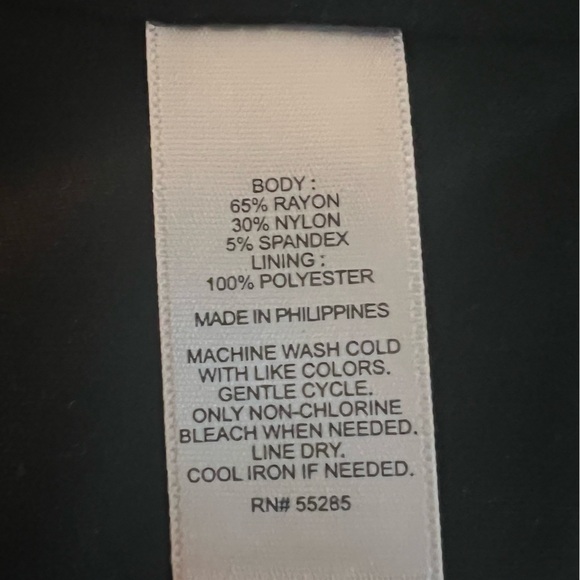 BODY :
65% RAYON
30% NYLON
5% SPANDEX
LINING :
100% POLYESTER
MADE IN PHILIPPINES
MACHINE WASH COLD
WITH LIKE COLORS.
GENTLE CYCLE.
ONLY NON-CHLORINE
BLEACH WHEN NEEDED.
LINE DRY.
COOL IRON IF NEEDED.
RN# 55285